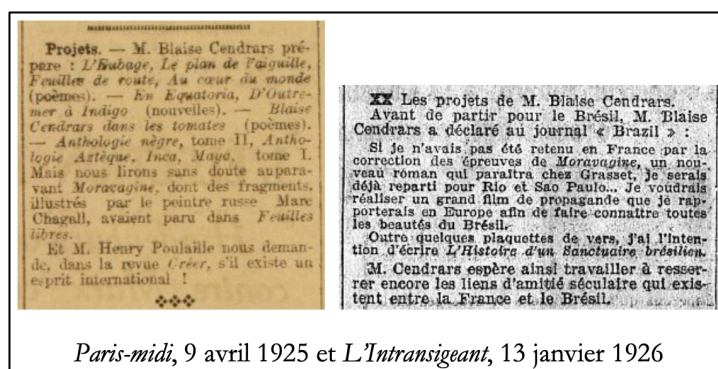 Projets. — M. Blaise Cendrars pré-
pare : L'Eubage, Le plan de l'aiguille,
Feuilles de route, Au cœur du monde
(poèmes). — En Equatoria, D'Outre-
mer à Indigo (nouvelles). — Blaise
Cendrars dans les tomates (poèmes).
— Anthologie nègre, tome II, Antho-
logie Aztèque, Inca, Maya, tome I.
Mais nous lirons sans doute aupara-
vant Moravagine, dont des fragments,
illustrés par le peintre russe Marc
Chagall, avaient paru dans Feuilles
libres.
Et M. Henry Poulaille nous deman-
de, dans la revue Créer, s'il existe un
esprit international !
XX Les projets de M. Blaise Cendrars.
Avant de partir pour le Brésil, M. Blaise
Cendrars a déclaré au journal « Brazil » :
Si je n'avais pas été retenu en France par la
correction des épreuves de Moravagine, un nou-
veau roman qui paraîtra chez Grasset, je serais
déjà reparti pour Rio et Sao Paulo... Je voudrais
réaliser un grand film de propagande que je rap-
porterais en Europe afin de faire connaître toutes
les beautés du Brésil.
Outre quelques plaquettes de vers, j'ai l'inten-
tion d'écrire L'Histoire d'un Sanctuaire brésilien.
M. Cendrars espère ainsi travailler à resser-
rer encore les liens d'amitié séculaire qui exis-
tent entre la France et le Brésil.
Paris-midi, 9 avril 1925 et L'Intransigeant, 13 janvier 1926